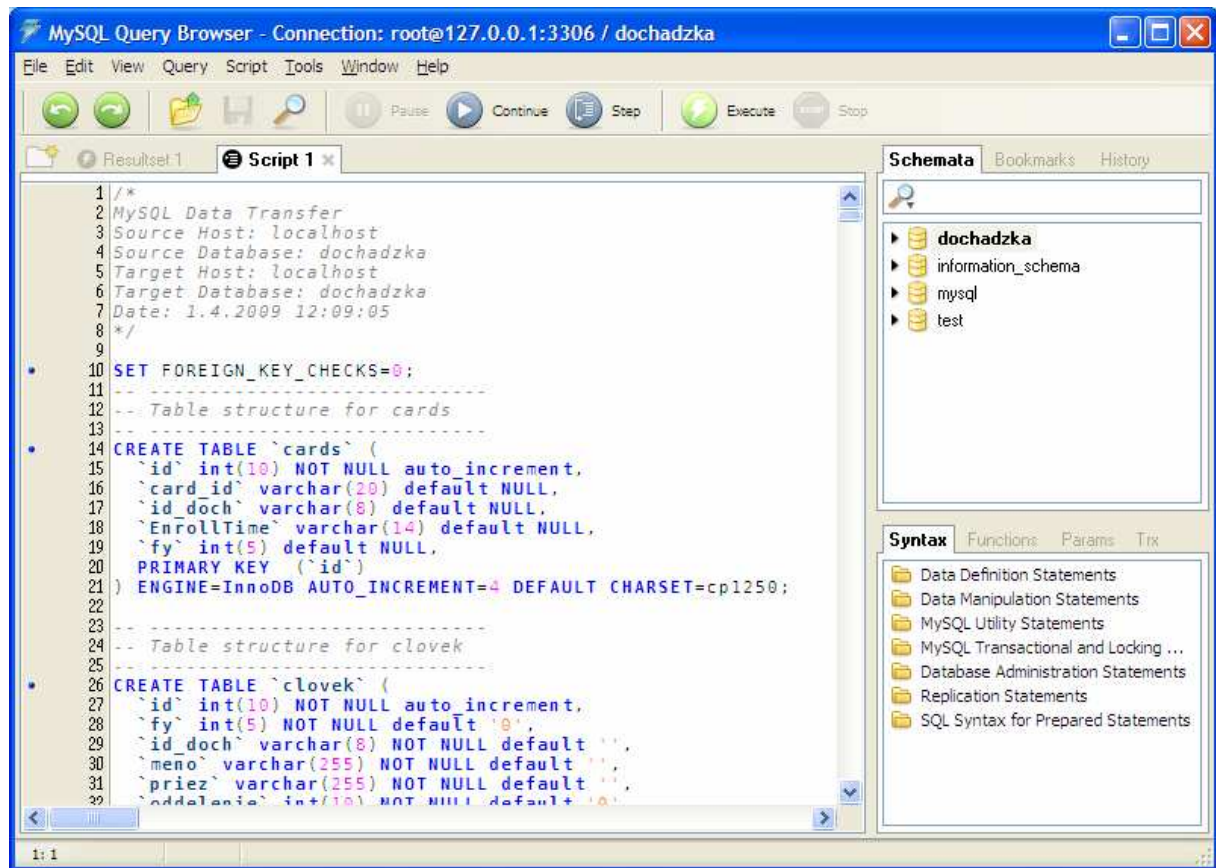 MySQL Query Browser - Connection: root@127.0.0.1:3306 / dochadzka
File Edit View Query Script Tools Window Help
Pause Continue Step Execute Stop
Resultset 1 Script 1
1 /*
2 MySQL Data Transfer
3 Source Host: localhost
4 Source Database: dochadzka
5 Target Host: localhost
6 Target Database: dochadzka
7 Date: 1.4.2009 12:09:05
8 */
9
10 SET FOREIGN_KEY_CHECKS=0;
11 -- ----------------------------
12 -- Table structure for cards
13 -- ----------------------------
14 CREATE TABLE `cards` (
15 `id` int(10) NOT NULL auto_increment,
16 `card_id` varchar(20) default NULL,
17 `id_doch` varchar(8) default NULL,
18 `EnrollTime` varchar(14) default NULL,
19 `fy` int(5) default NULL,
20 PRIMARY KEY (`id`)
21 ) ENGINE=InnoDB AUTO_INCREMENT=4 DEFAULT CHARSET=cp1250;
22
23 -- ----------------------------
24 -- Table structure for clovek
25 -- ----------------------------
26 CREATE TABLE `clovek` (
27 `id` int(10) NOT NULL auto_increment,
28 `fy` int(5) NOT NULL default '0',
29 `id_doch` varchar(8) NOT NULL default '',
30 `meno` varchar(255) NOT NULL default '',
31 `priez` varchar(255) NOT NULL default '',
32 `oddelenie` int(10) NOT NULL default '0'
Schemata Bookmarks History
dochadzka
information_schema
mysql
test
Syntax Functions Params Trx
Data Definition Statements
Data Manipulation Statements
MySQL Utility Statements
MySQL Transactional and Locking ...
Database Administration Statements
Replication Statements
SQL Syntax for Prepared Statements
1: 1